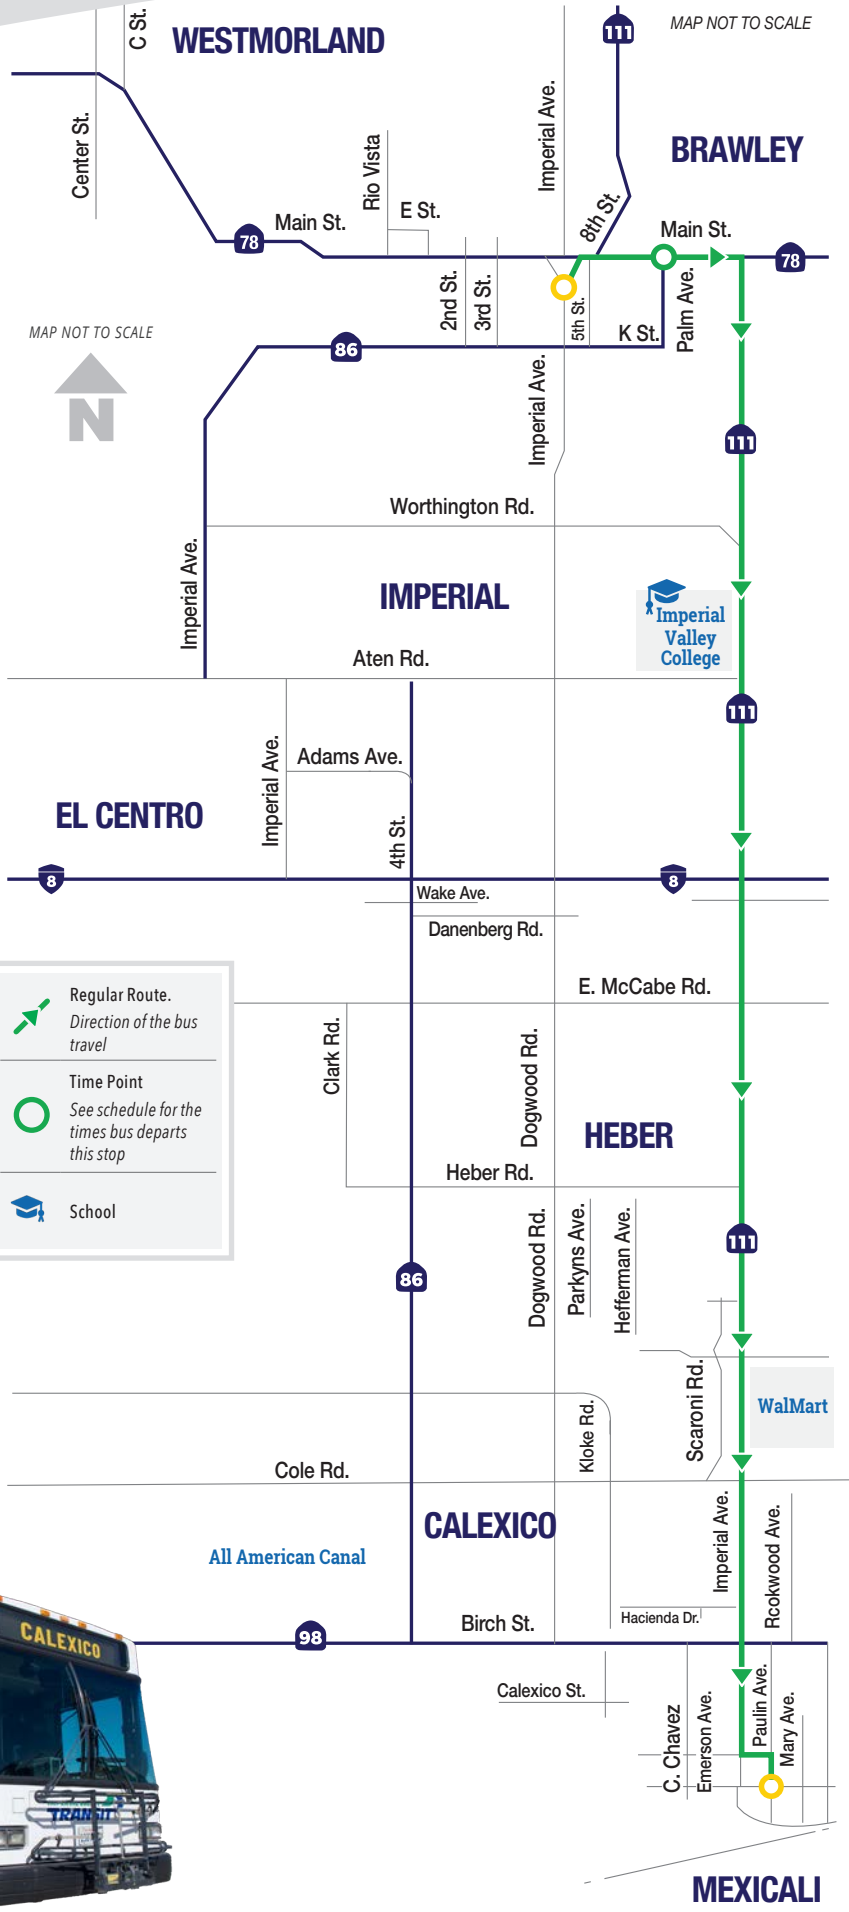 C St.
WESTMORLAND
111
MAP NOT TO SCALE
Center St.
Imperial Ave.
BRAWLEY
Rio Vista
E St.
8th St.
Main St.
78
Main St.
78
2nd St.
3rd St.
5th St.
K St.
Palm Ave.
MAP NOT TO SCALE
N
86
Imperial Ave.
111
Worthington Rd.
Imperial Ave.
IMPERIAL
Imperial
Valley
College
Aten Rd.
111
Imperial Ave.
Adams Ave.
EL CENTRO
4th St.
8
8
Wake Ave.
Danenberg Rd.
Regular Route.
Direction of the bus
travel
Time Point
See schedule for the
times bus departs
this stop
School
E. McCabe Rd.
Clark Rd.
Dogwood Rd.
HEBER
Heber Rd.
Dogwood Rd.
Parkyns Ave.
Hefferman Ave.
111
86
Scaroni Rd.
WalMart
Kloke Rd.
Cole Rd.
CALEXICO
Imperial Ave.
Rcokwood Ave.
All American Canal
Hacienda Dr.
Birch St.
98
CALEXICO
Calexico St.
C. Chavez
Emerson Ave.
Paulin Ave.
Mary Ave.
TRANSIT
MEXICALI